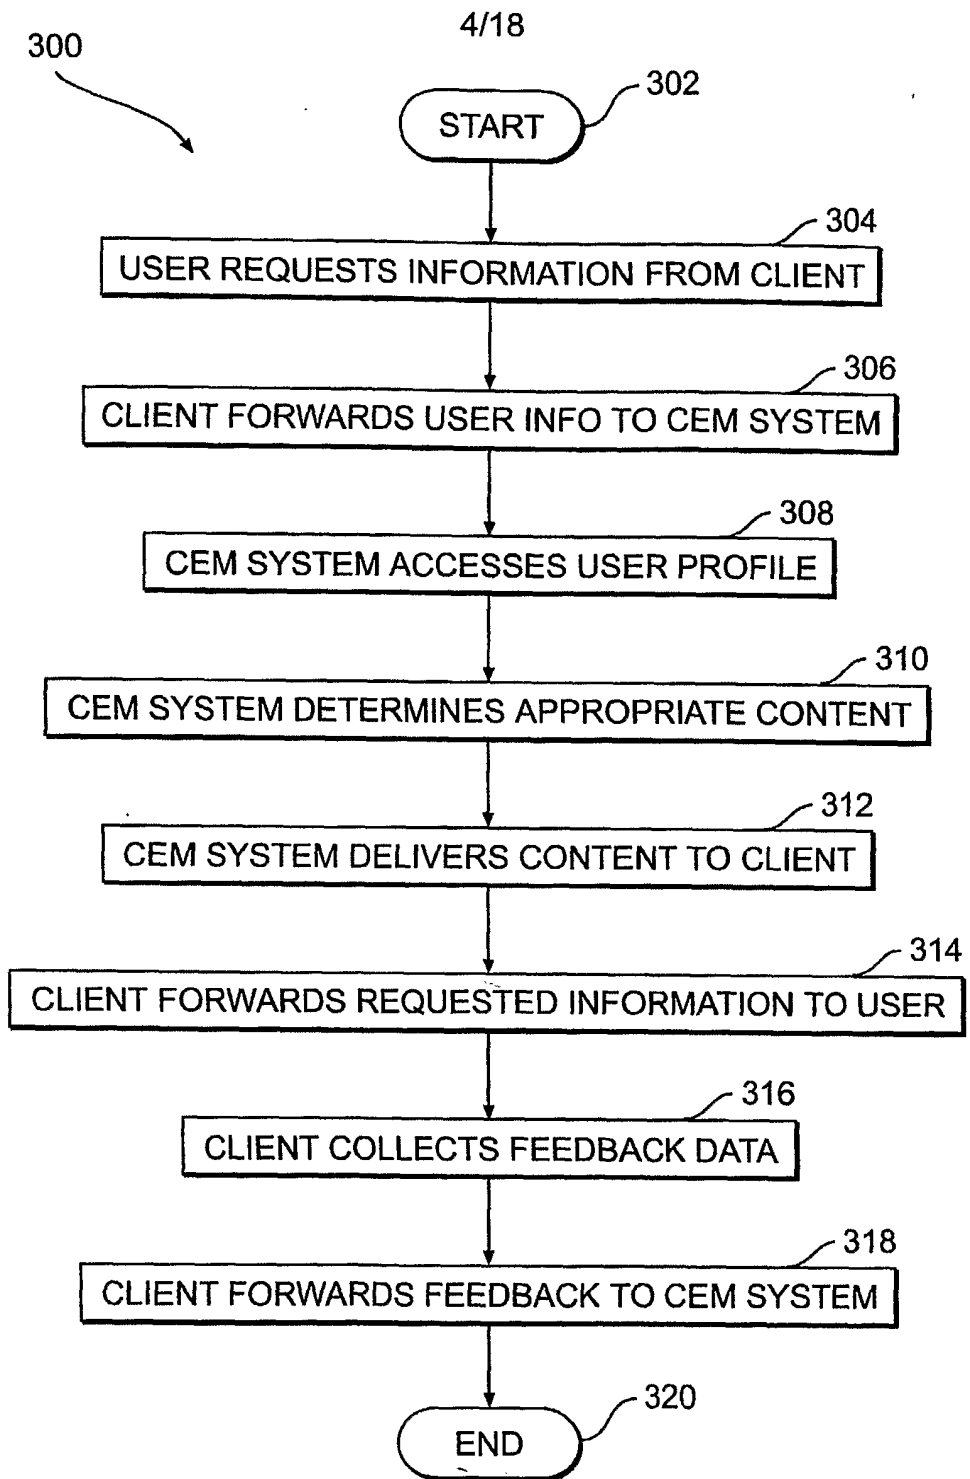 4/18
300
302
START
304
USER REQUESTS INFORMATION FROM CLIENT
306
CLIENT FORWARDS USER INFO TO CEM SYSTEM
308
CEM SYSTEM ACCESSES USER PROFILE
310
CEM SYSTEM DETERMINES APPROPRIATE CONTENT
312
CEM SYSTEM DELIVERS CONTENT TO CLIENT
314
CLIENT FORWARDS REQUESTED INFORMATION TO USER
316
CLIENT COLLECTS FEEDBACK DATA
318
CLIENT FORWARDS FEEDBACK TO CEM SYSTEM
320
END